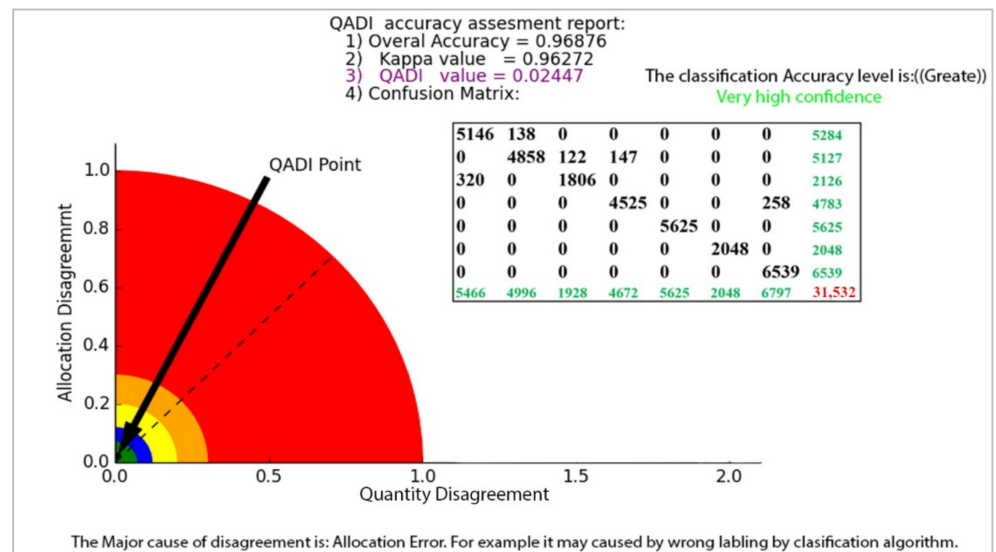 QADI accuracy assesment report:
1) Overal Accuracy = 0.96876
2) Kappa value = 0.96272
3) QADI value = 0.02447
4) Confusion Matrix:
The classification Accuracy level is:((Greate))
Very high confidence
5146 138 0 0 0 0 0 5284
0 4858 122 147 0 0 0 5127
320 0 1806 0 0 0 0 2126
0 0 0 4525 0 0 258 4783
0 0 0 0 5625 0 0 5625
0 0 0 0 0 2048 0 2048
0 0 0 0 0 0 6539 6539
5466 4996 1928 4672 5625 2048 6797 31,532
QADI Point
Allocation Disagreemrnt
1.0
0.8
0.6
0.4
0.2
0.0
0.0 0.5 1.0 1.5 2.0
Quantity Disagreement
The Major cause of disagreement is: Allocation Error. For example it may caused by wrong labling by clasification algorithm.